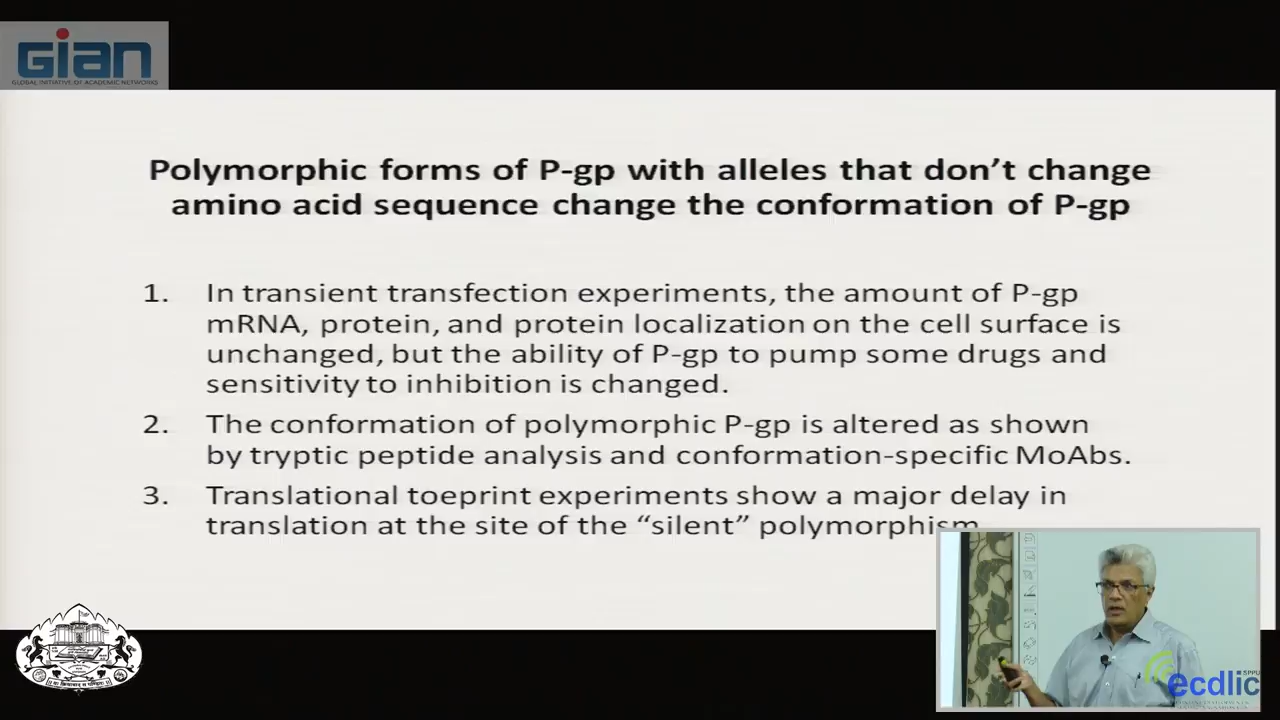 GIAN
GLOBAL INITIATIVE OF ACADEMIC NETWORKS
Polymorphic forms of P-gp with alleles that don't change
amino acid sequence change the conformation of P-gp
1. In transient transfection experiments, the amount of P-gp
mRNA, protein, and protein localization on the cell surface is
unchanged, but the ability of P-gp to pump some drugs and
sensitivity to inhibition is changed.
2. The conformation of polymorphic P-gp is altered as shown
by tryptic peptide analysis and conformation-specific MoAbs.
3. Translational toeprint experiments show a major delay in
translation at the site of the “silent” polymorphism
SPPU
ecdlic